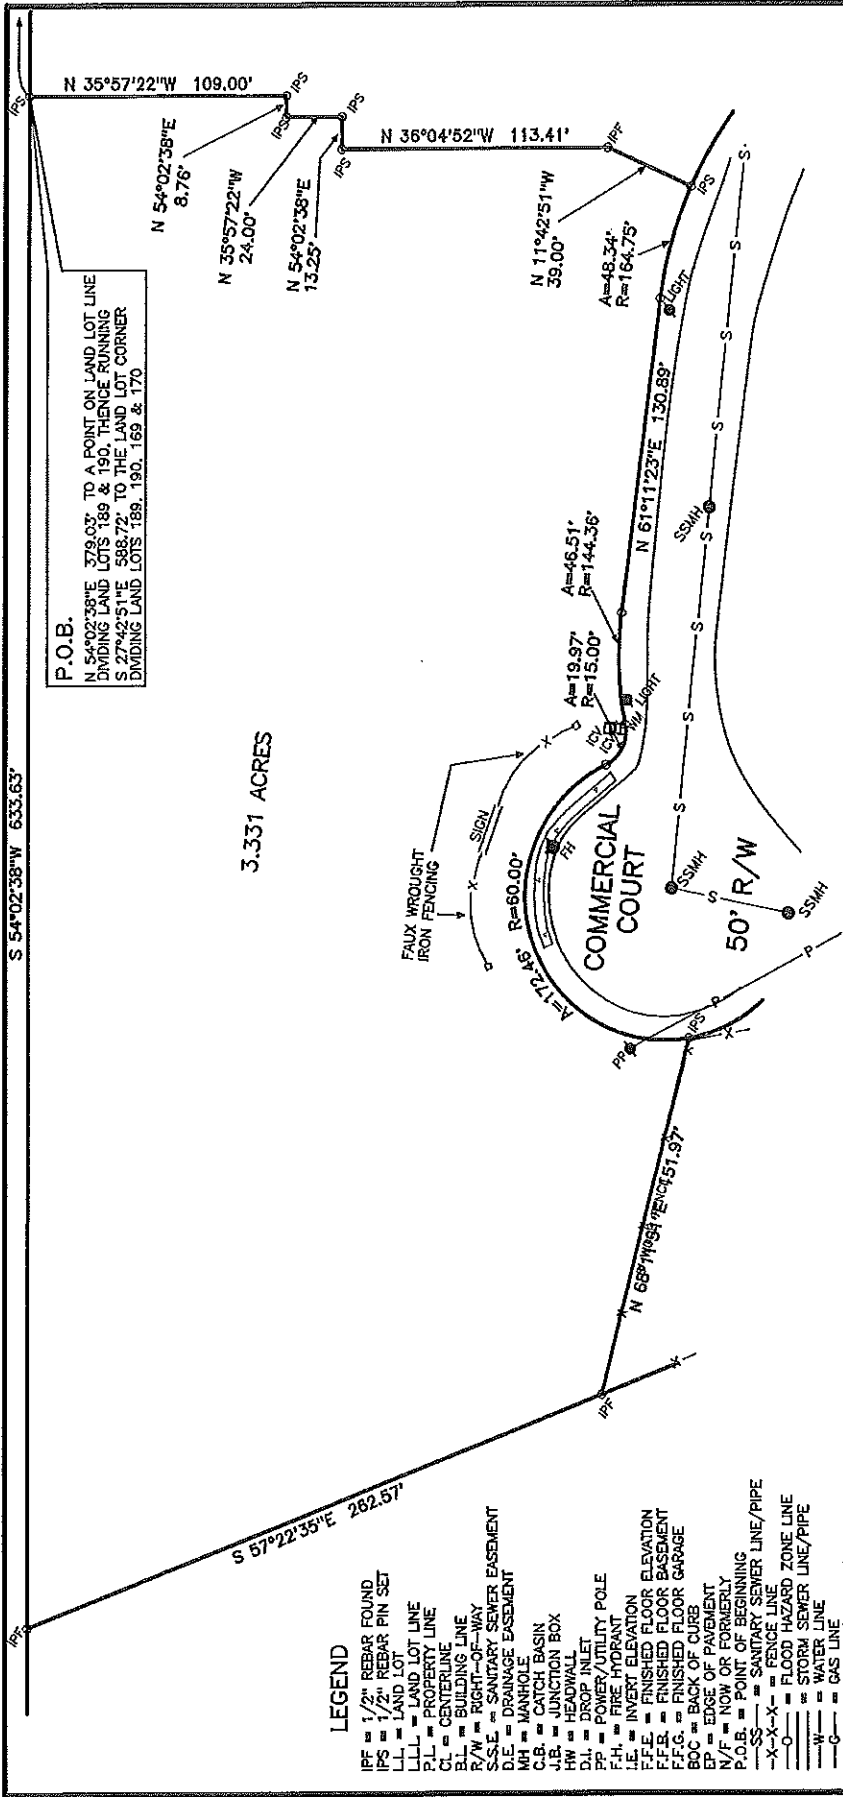 S 54°02'38"W 633.63'
IPS
N 35°57'22"W 109.00'
IPS
N 54°02'38"E
8.76'
IPS
N 35°57'22"W
24.00'
IPS
N 54°02'38"E
13.25'
IPS
N 36°04'52"W 113.41'
IPF
N 11°42'51"W
39.00'
IPS
A=48.34'
R=164.75'
LIGHT
N 61°11'23"E 130.89'
A=46.51'
R=144.36'
A=19.97'
R=15.00'
LIGHT
WM
ICV
ICV
P.O.B.
N 54°02'38"E 379.03' TO A POINT ON LAND LOT LINE
DIVIDING LAND LOTS 189 & 190, THENCE RUNNING
S 27°42'51"E 588.72' TO THE LAND LOT CORNER
DIVIDING LAND LOTS 189, 190, 169 & 170
3.331 ACRES
FAUX WROUGHT
IRON FENCING
X
SIGN
X
FH
A=172.46' R=60.00'
COMMERCIAL
COURT
50' R/W
SSMH
SSMH
SSMH
S
S
S
S
S
S
S
S
S
P
P
PP
IPS
X
N 68° 151.97'
IPF
X
S 57°22'35"E 262.57'
IPF
LEGEND
IPF = 1/2" REBAR FOUND
IPS = 1/2" REBAR PIN SET
L.L. = LAND LOT
L.L.L. = LAND LOT LINE
P.L. = PROPERTY LINE
CL = CENTERLINE
B.L. = BUILDING LINE
R/W = RIGHT-OF-WAY
S.S.E. = SANITARY SEWER EASEMENT
D.E. = DRAINAGE EASEMENT
MH = MANHOLE
C.B. = CATCH BASIN
J.B. = JUNCTION BOX
HW = HEADWALL
D.I. = DROP INLET
PP = POWER/UTILITY POLE
F.H. = FIRE HYDRANT
I.E. = INVERT ELEVATION
F.F.E. = FINISHED FLOOR ELEVATION
F.F.B. = FINISHED FLOOR BASEMENT
F.F.G. = FINISHED FLOOR GARAGE
BOC = BACK OF CURB
EP = EDGE OF PAVEMENT
N/F = NOW OR FORMERLY
P.O.B. = POINT OF BEGINNING
—SS— = SANITARY SEWER LINE/PIPE
-X-X-X- = FENCE LINE
—O— = FLOOD HAZARD ZONE LINE
= STORM SEWER LINE/PIPE
—W— = WATER LINE
—G— = GAS LINE